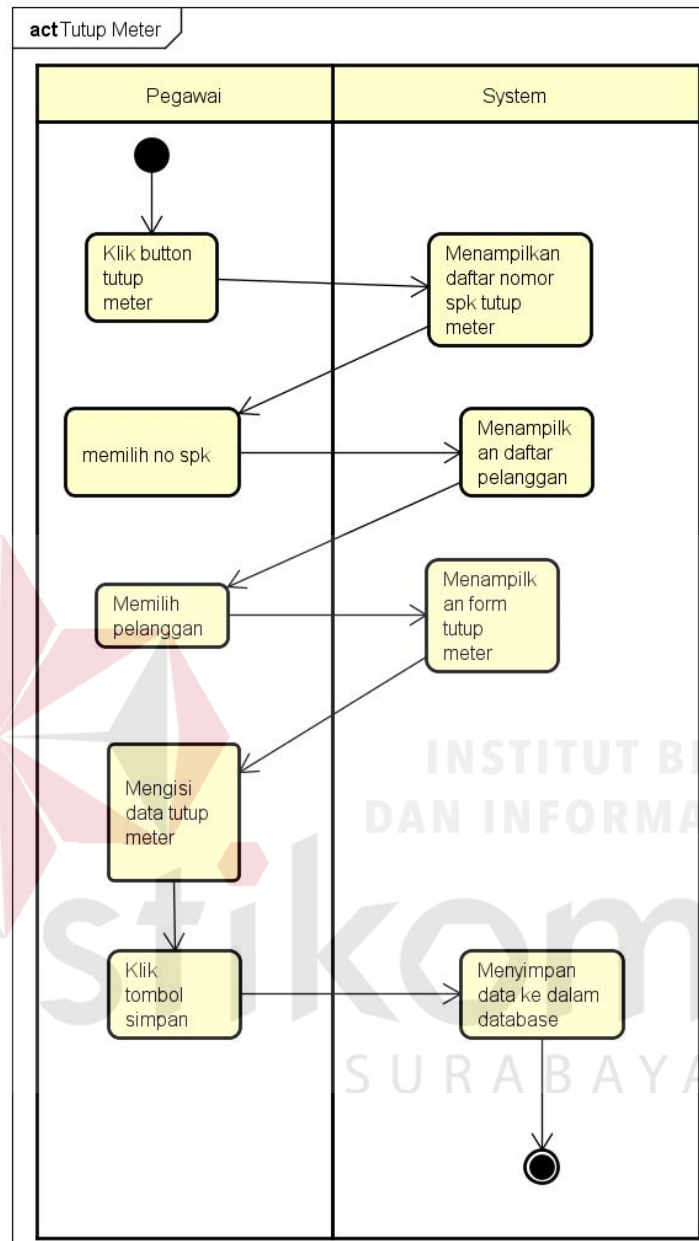 act Tutup Meter
Pegawai
System
Klik button
tutup
meter
Menampilkan
daftar nomor
spk tutup
meter
memilih no spk
Menampilk
an daftar
pelanggan
Memilih
pelanggan
Menampilk
an form
tutup
meter
Mengisi
data tutup
meter
INSTITUT BI
DAN INFORMA
stikom
Klik
tombol
simpan
Menyimpan
data ke dalam
database
SURABAYA